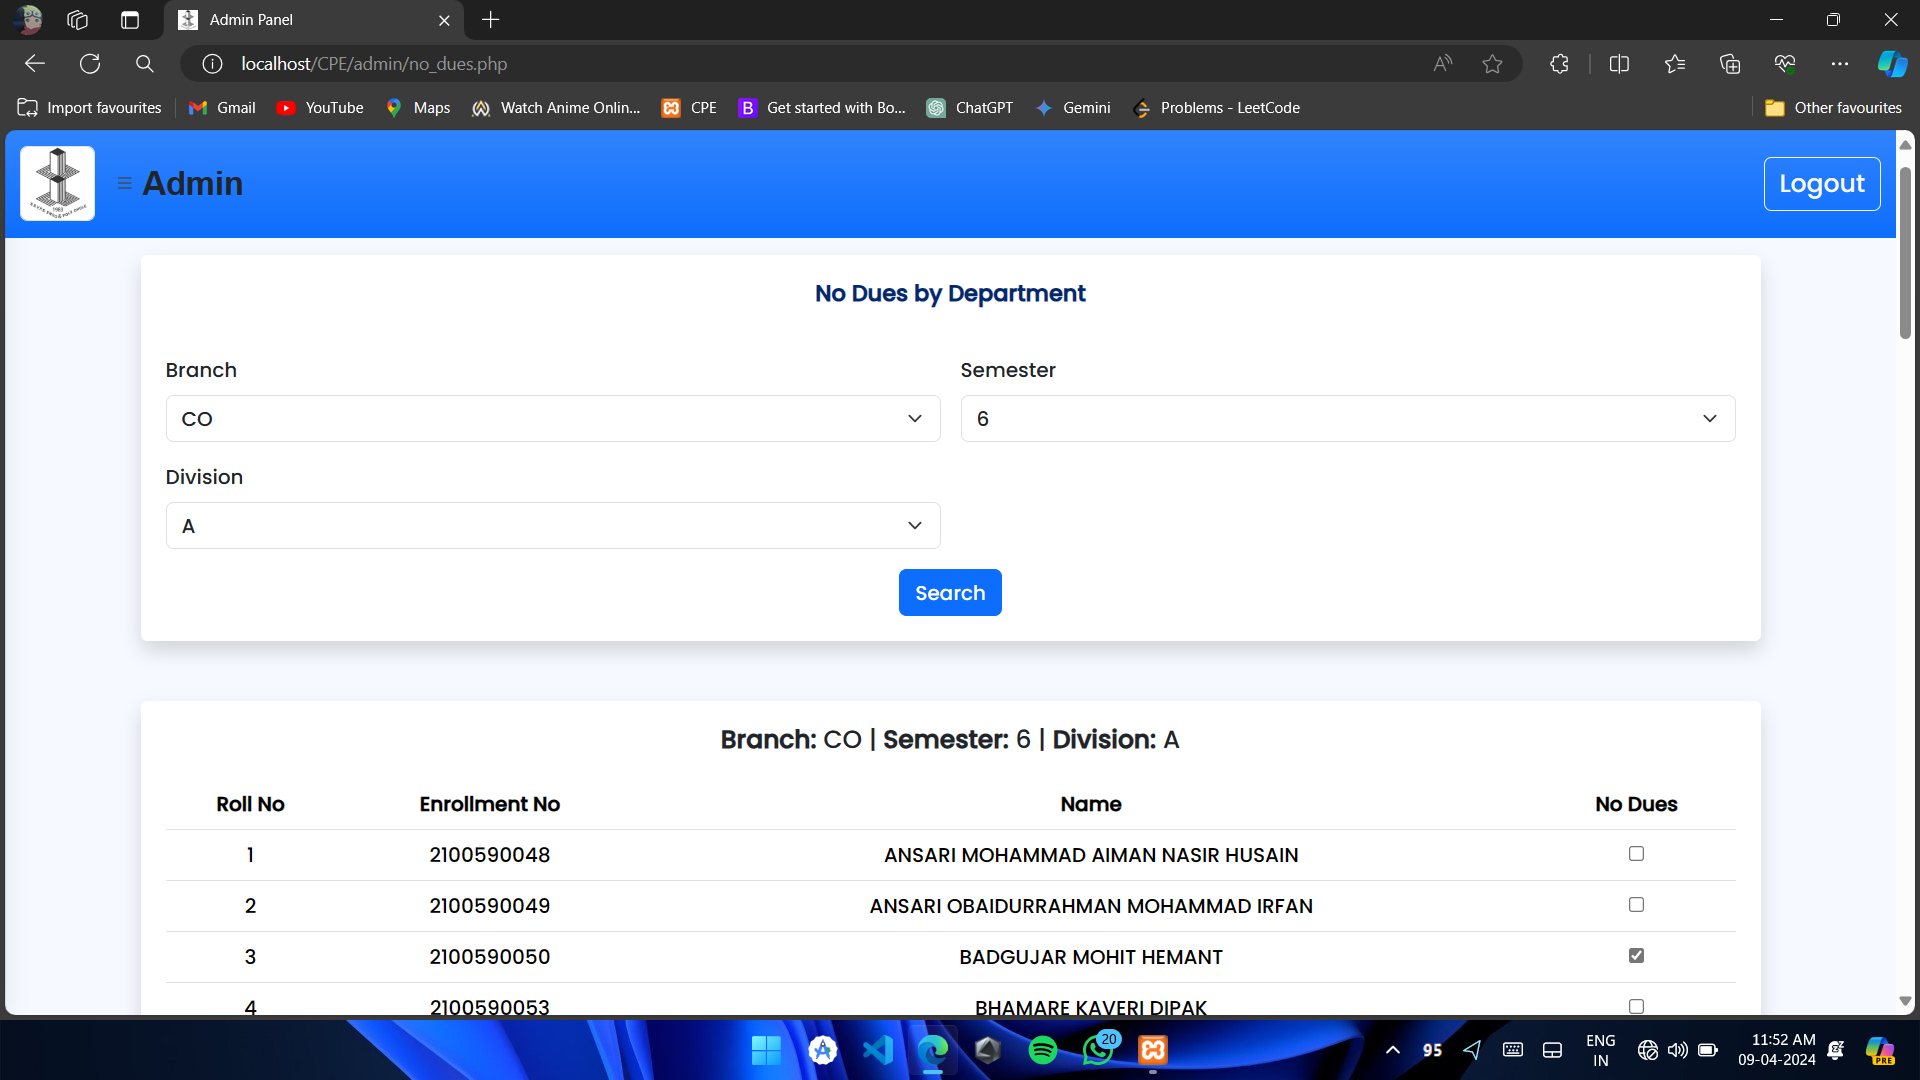 Admin Panel
localhost/CPE/admin/no_dues.php
Import favourites
Gmail
YouTube
Maps
Watch Anime Onlin...
CPE
Get started with Bo...
ChatGPT
Gemini
Problems - LeetCode
Other favourites
1983
Admin
Logout
No Dues by Department
Branch
Semester
CO
6
Division
A
Search
Branch: CO | Semester: 6 | Division: A
Roll No Enrollment No Name No Dues
1 2100590048 ANSARI MOHAMMAD AIMAN NASIR HUSAIN
2 2100590049 ANSARI OBAIDURRAHMAN MOHAMMAD IRFAN
3 2100590050 BADGUJAR MOHIT HEMANT
4 2100590053 BHAMARE KAVERI DIPAK
20
95
ENG
IN
11:52 AM
09-04-2024
PRE